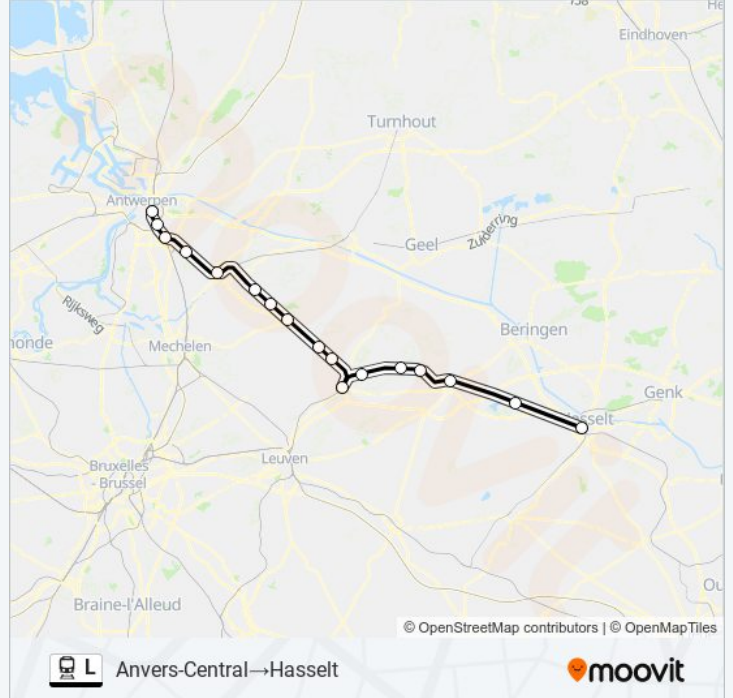 Eindhoven
Turnhout
Antwerpen
Geel
Zuiderring
Rijksweg
Beringen
Mechelen
Genk
Leuven
Bruxelles
- Brussel
Braine-l'Alleud
© OpenStreetMap contributors | © OpenMapTiles
L Anvers-Central→Hasselt
moovit